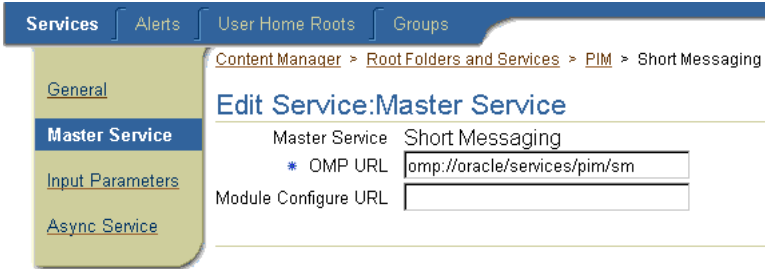 Services Alerts User Home Roots Groups
Content Manager > Root Folders and Services > PIM > Short Messaging
General
Master Service
Input Parameters
Async Service
Edit Service:Master Service
Master Service Short Messaging
* OMP URL omp://oracle/services/pim/sm
Module Configure URL